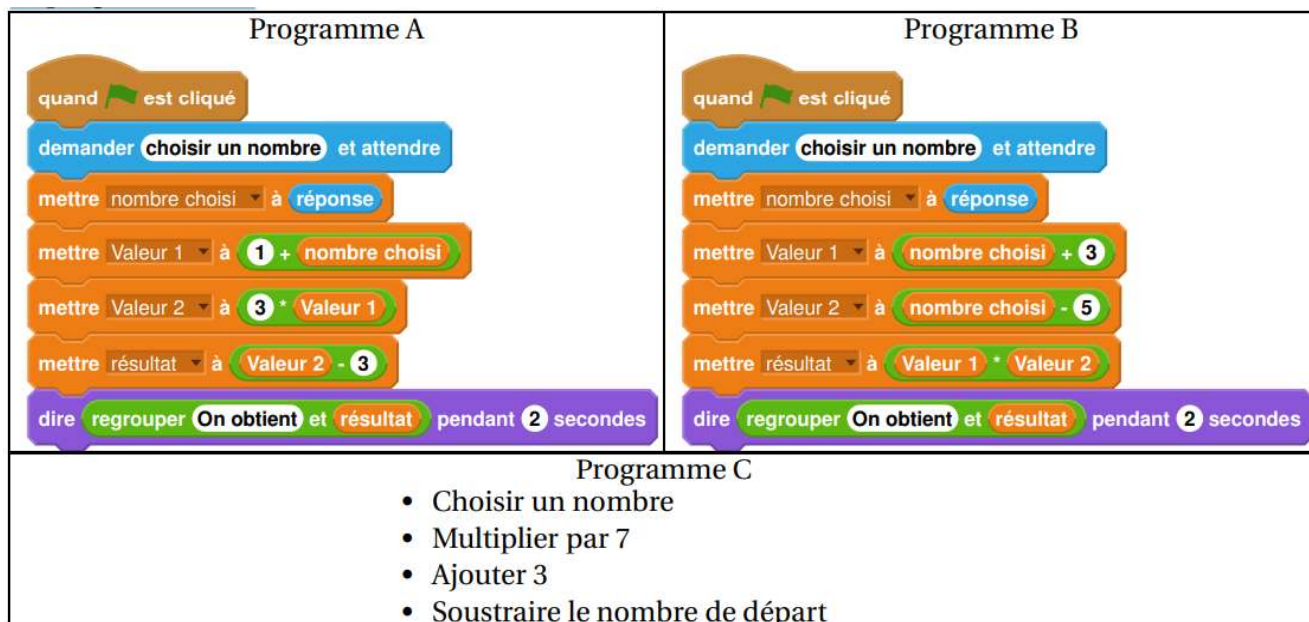 Programme A
quand est cliqué
demander choisir un nombre et attendre
mettre nombre choisi à réponse
mettre Valeur 1 à 1 + nombre choisi
mettre Valeur 2 à 3 * Valeur 1
mettre résultat à Valeur 2 - 3
dire regrouper On obtient et résultat pendant 2 secondes
Programme B
quand est cliqué
demander choisir un nombre et attendre
mettre nombre choisi à réponse
mettre Valeur 1 à nombre choisi + 3
mettre Valeur 2 à nombre choisi - 5
mettre résultat à Valeur 1 * Valeur 2
dire regrouper On obtient et résultat pendant 2 secondes
Programme C
• Choisir un nombre
• Multiplier par 7
• Ajouter 3
• Soustraire le nombre de départ